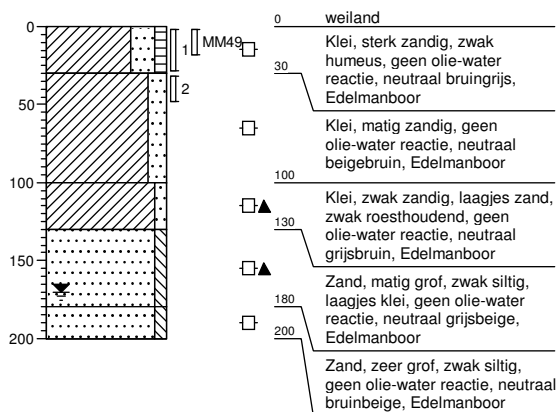 0
50
100
150
200
1
MM49
2
0 weiland
Klei, sterk zandig, zwak
humeus, geen olie-water
reactie, neutraal bruingrijs,
Edelmanboor
30
Klei, matig zandig, geen
olie-water reactie, neutraal
beigebruin, Edelmanboor
100
Klei, zwak zandig, laagjes zand,
zwak roesthoudend, geen
olie-water reactie, neutraal
grijsbruin, Edelmanboor
130
Zand, matig grof, zwak siltig,
laagjes klei, geen olie-water
reactie, neutraal grijsbeige,
Edelmanboor
180
Zand, zeer grof, zwak siltig,
geen olie-water reactie, neutraal
bruinbeige, Edelmanboor
200